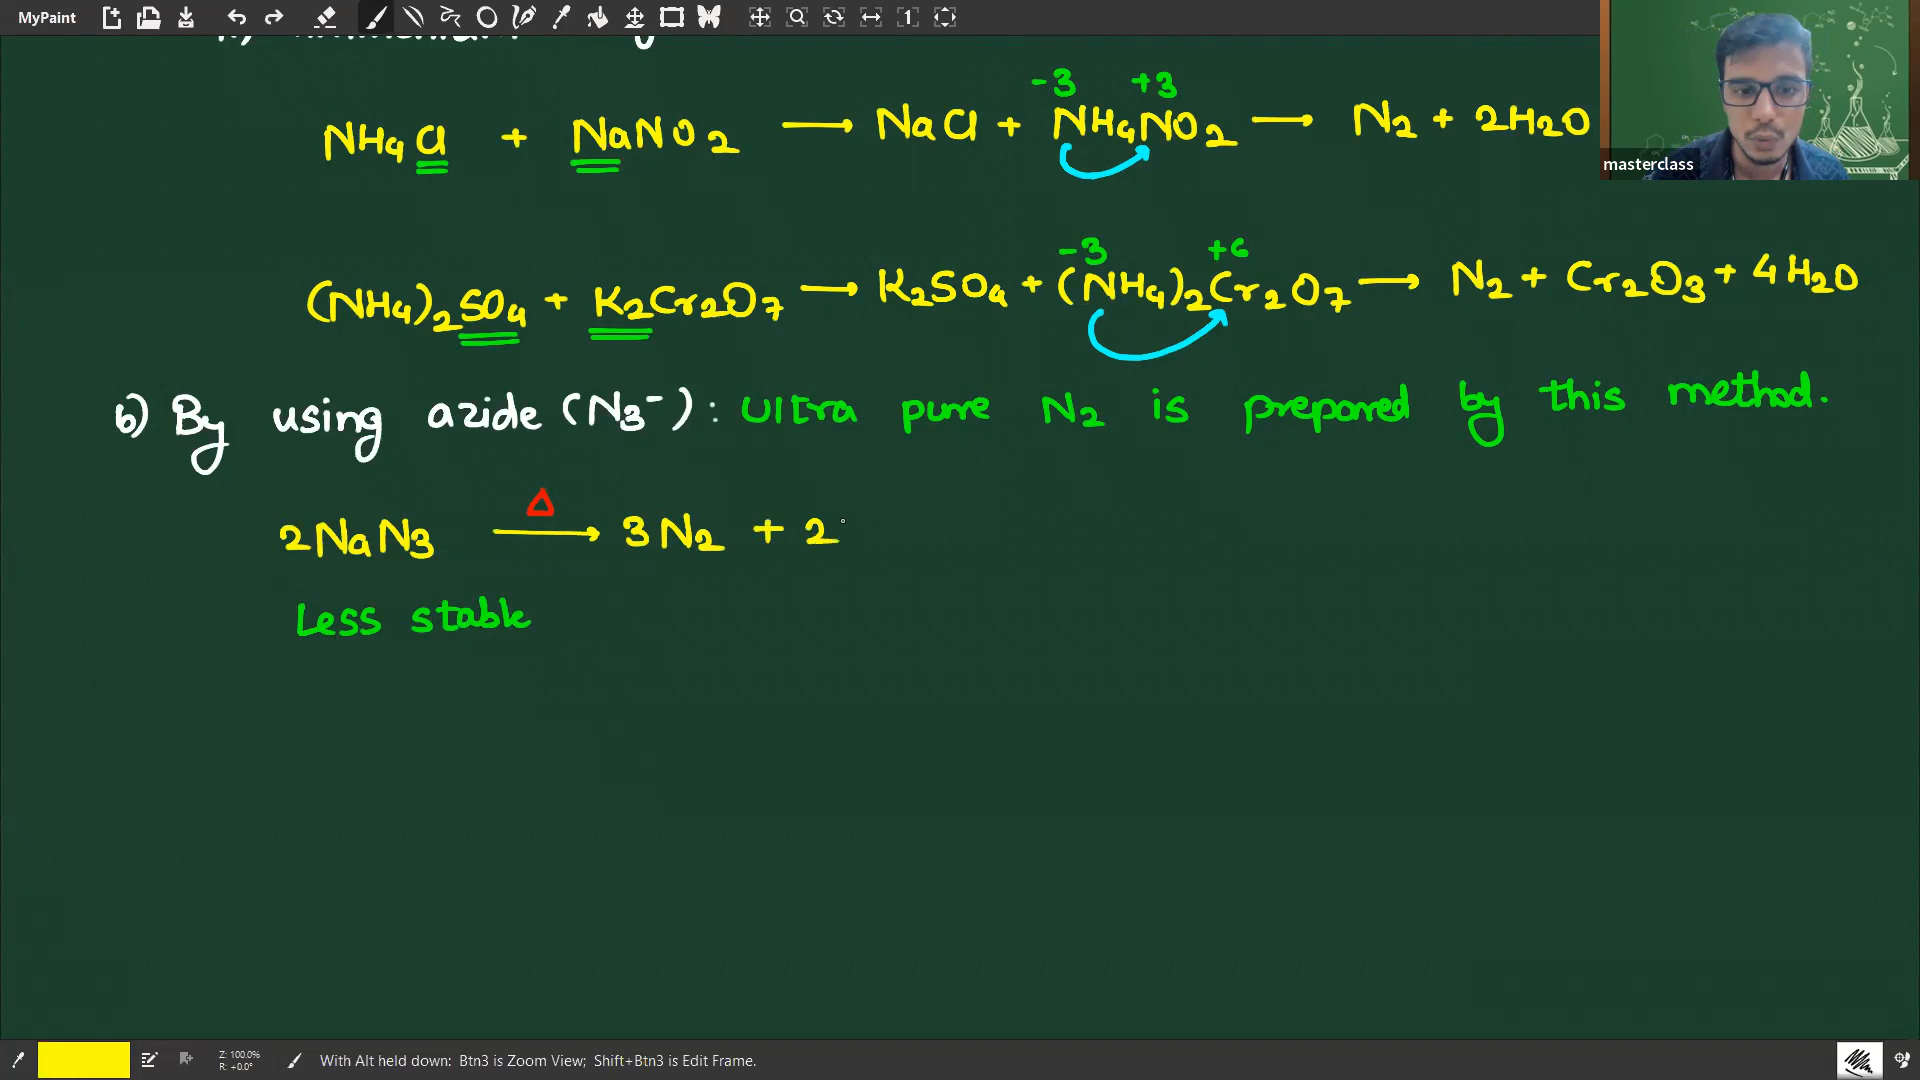 MyPaint
NH4Cl + NaNO2 → NaCl + NH4NO2 → N2 + 2H2O
-3 +3
masterclass
(NH4)2SO4 + K2Cr2O7 → K2SO4 + (NH4)2Cr2O7 → N2 + Cr2O3 + 4H2O
-3 +6
b) By using azide (N3⁻) : Ultra pure N2 is prepared by this method.
2NaN3 Δ→ 3N2 + 2
Less stable
Z: 100.0%
R: +0.0°
With Alt held down: Btn3 is Zoom View; Shift+Btn3 is Edit Frame.